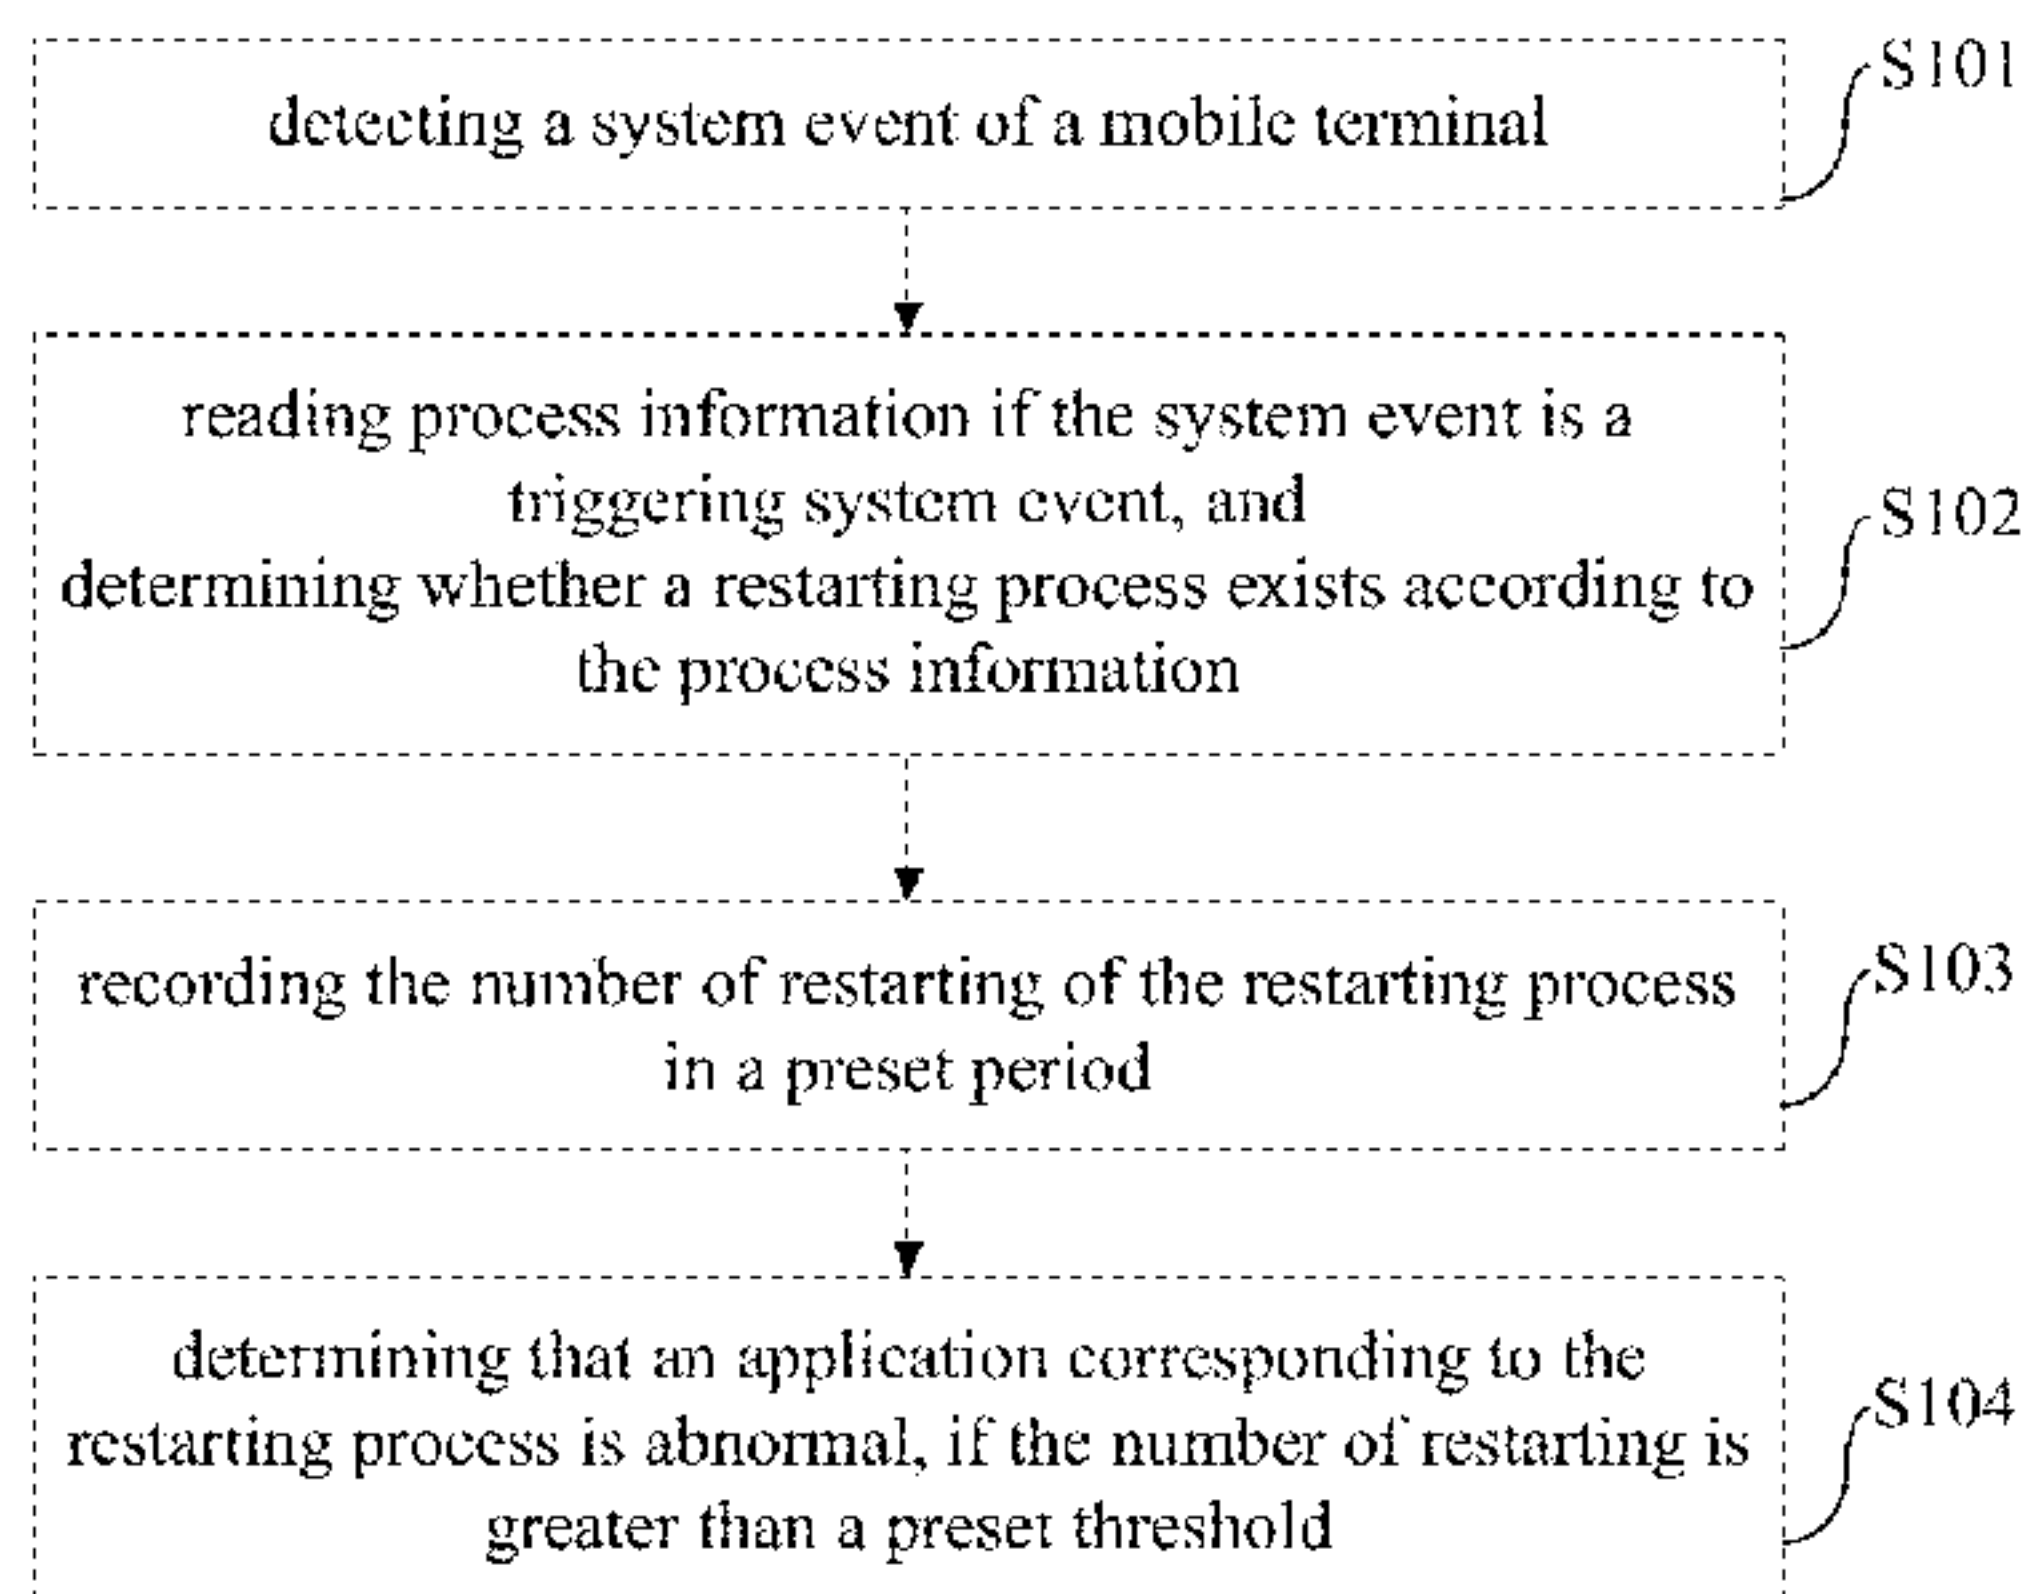 detecting a system event of a mobile terminal
S101
reading process information if the system event is a
triggering system event, and
determining whether a restarting process exists according to
the process information
S102
recording the number of restarting of the restarting process
in a preset period
S103
determining that an application corresponding to the
restarting process is abnormal, if the number of restarting is
greater than a preset threshold
S104